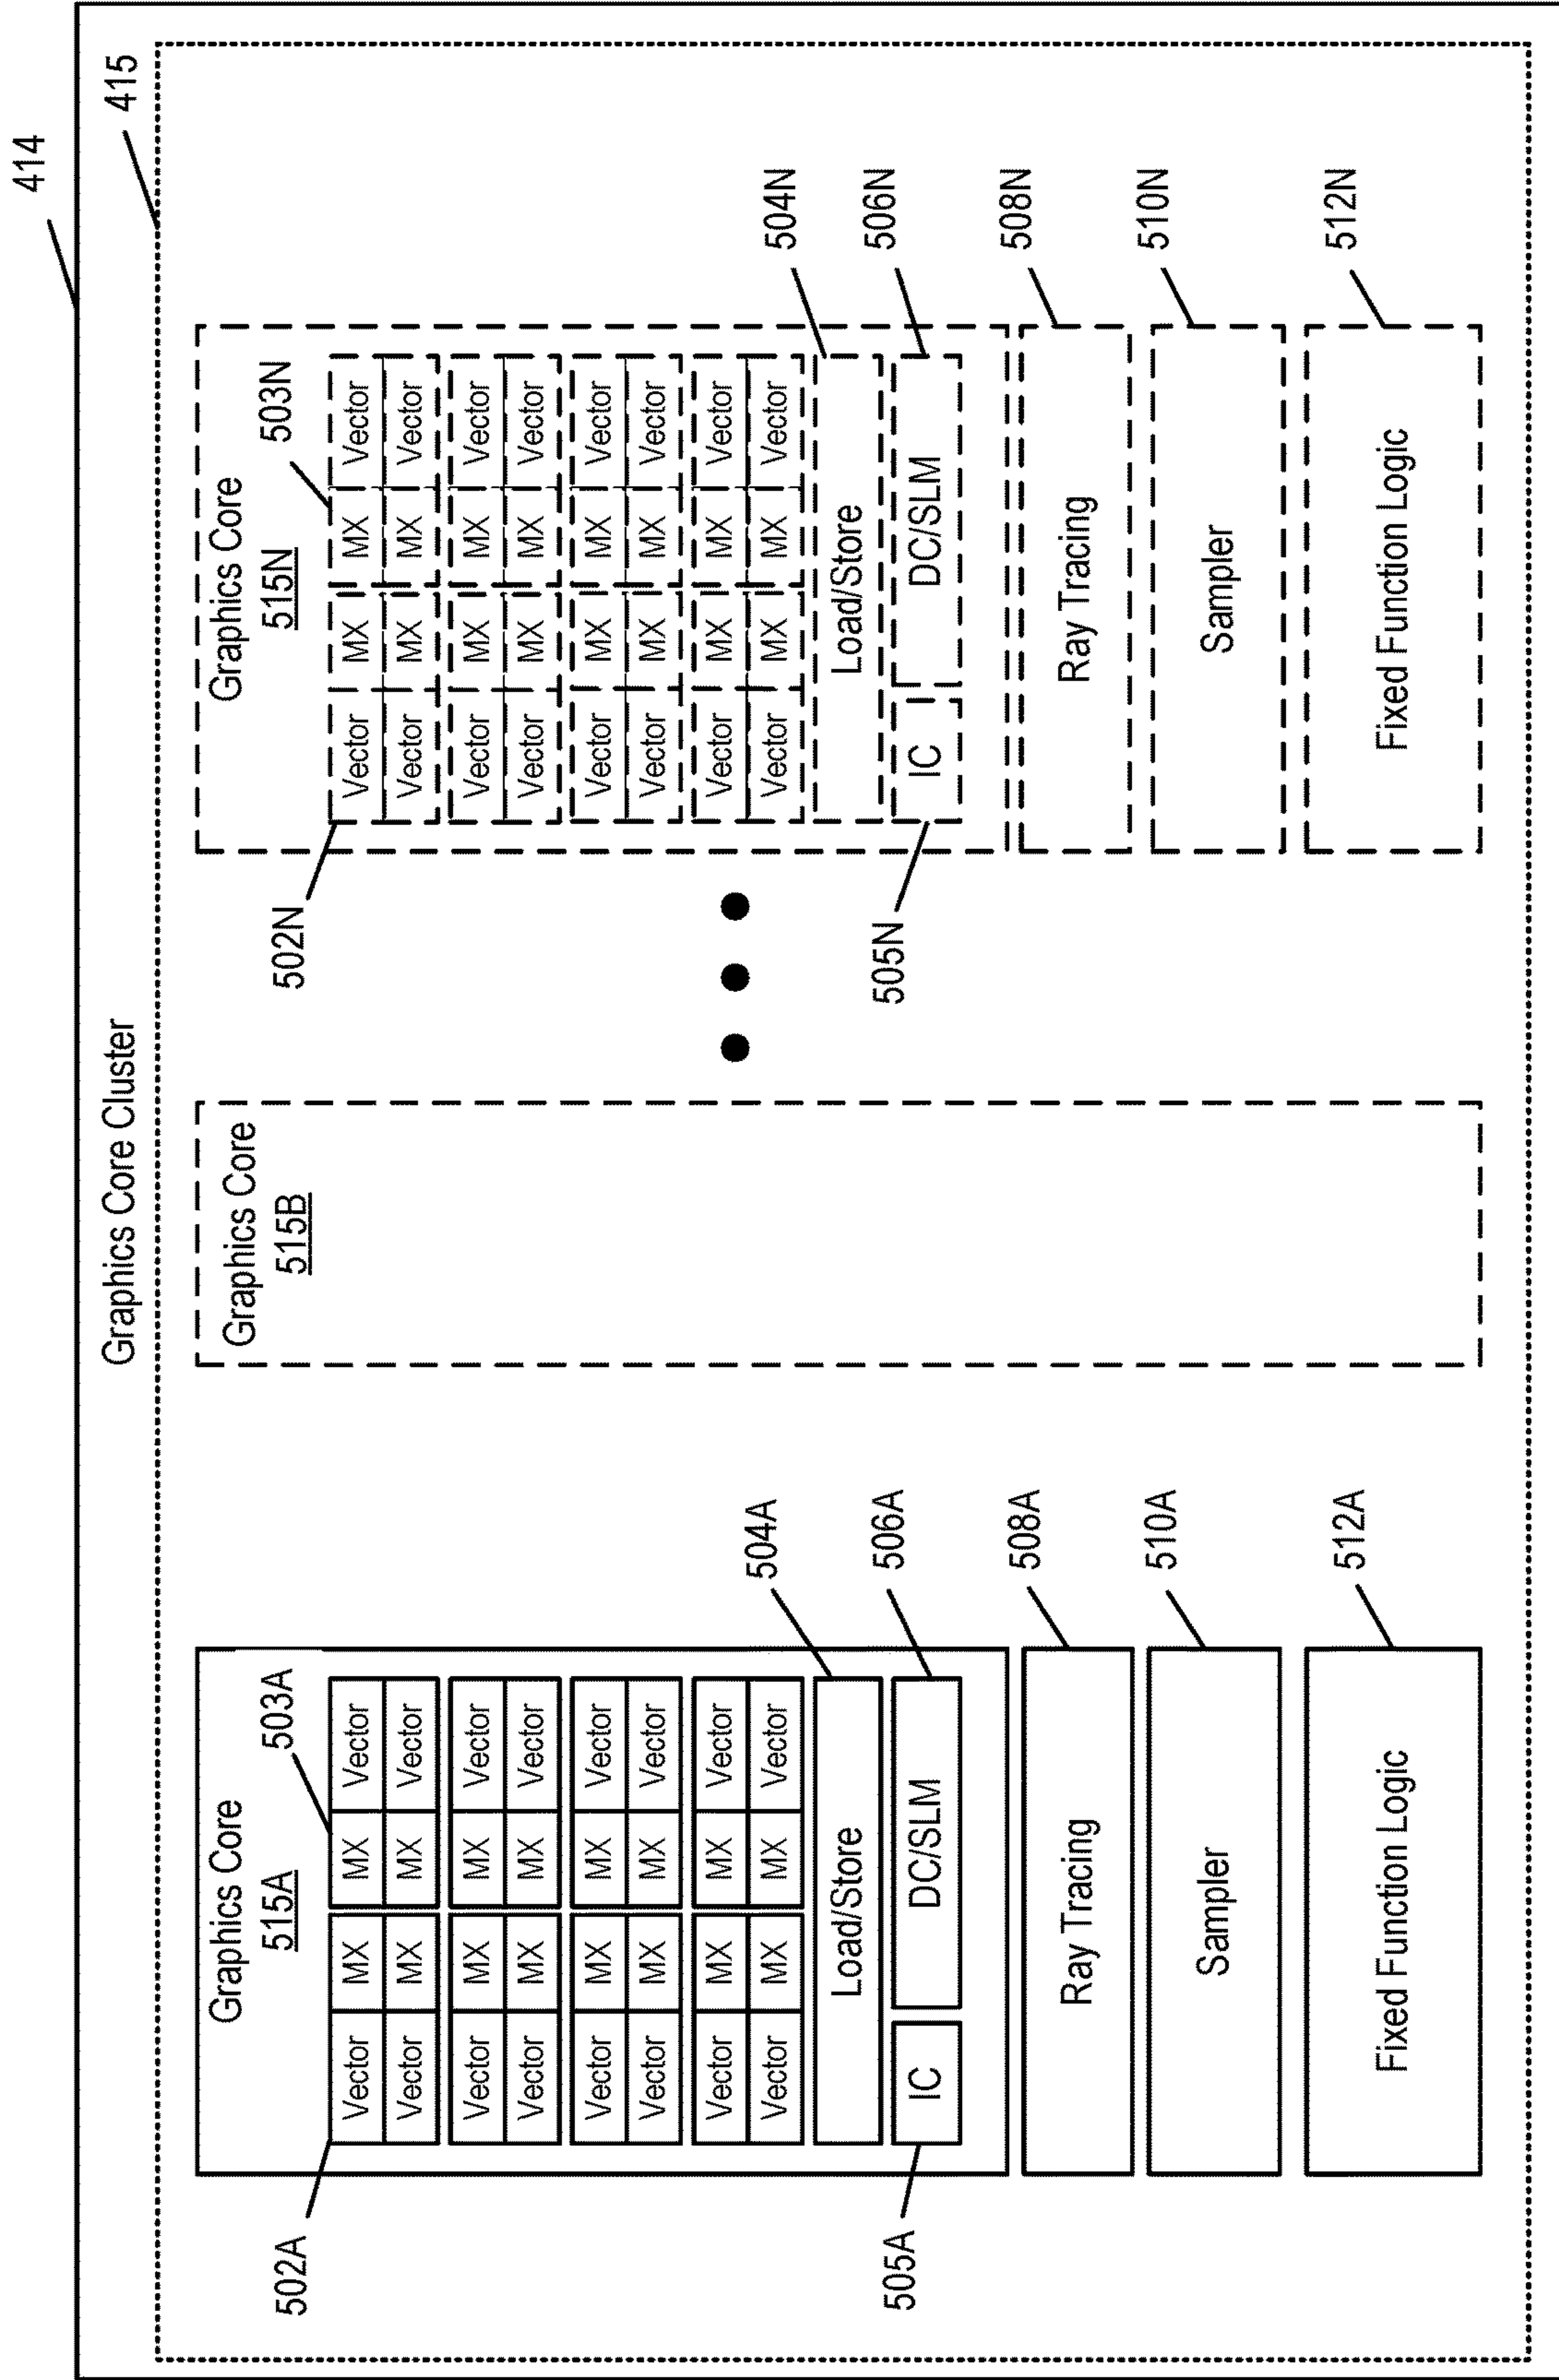 414
Graphics Core Cluster
415
Graphics Core
515A
503A
502A
Vector MX MX Vector
Vector MX MX Vector
Vector MX MX Vector
Vector MX MX Vector
Vector MX MX Vector
Vector MX MX Vector
Vector MX MX Vector
Vector MX MX Vector
504A
Load/Store
506A
IC DC/SLM
505A
508A
Ray Tracing
510A
Sampler
512A
Fixed Function Logic
Graphics Core
515B
Graphics Core
515N
503N
502N
Vector MX MX Vector
Vector MX MX Vector
Vector MX MX Vector
Vector MX MX Vector
Vector MX MX Vector
Vector MX MX Vector
Vector MX MX Vector
Vector MX MX Vector
504N
Load/Store
506N
IC DC/SLM
505N
508N
Ray Tracing
510N
Sampler
512N
Fixed Function Logic